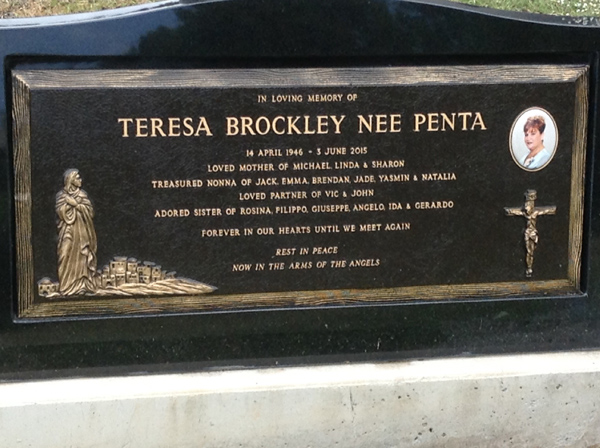 IN LOVING MEMORY OF
TERESA BROCKLEY NEE PENTA
14 APRIL 1946 - 3 JUNE 2015
LOVED MOTHER OF MICHAEL, LINDA & SHARON
TREASURED NONNA OF JACK, EMMA, BRENDAN, JADE, YASMIN & NATALIA
LOVED PARTNER OF VIC & JOHN
ADORED SISTER OF ROSINA, FILIPPO, GIUSEPPE, ANGELO, IDA & GERARDO
FOREVER IN OUR HEARTS UNTIL WE MEET AGAIN
REST IN PEACE
NOW IN THE ARMS OF THE ANGELS